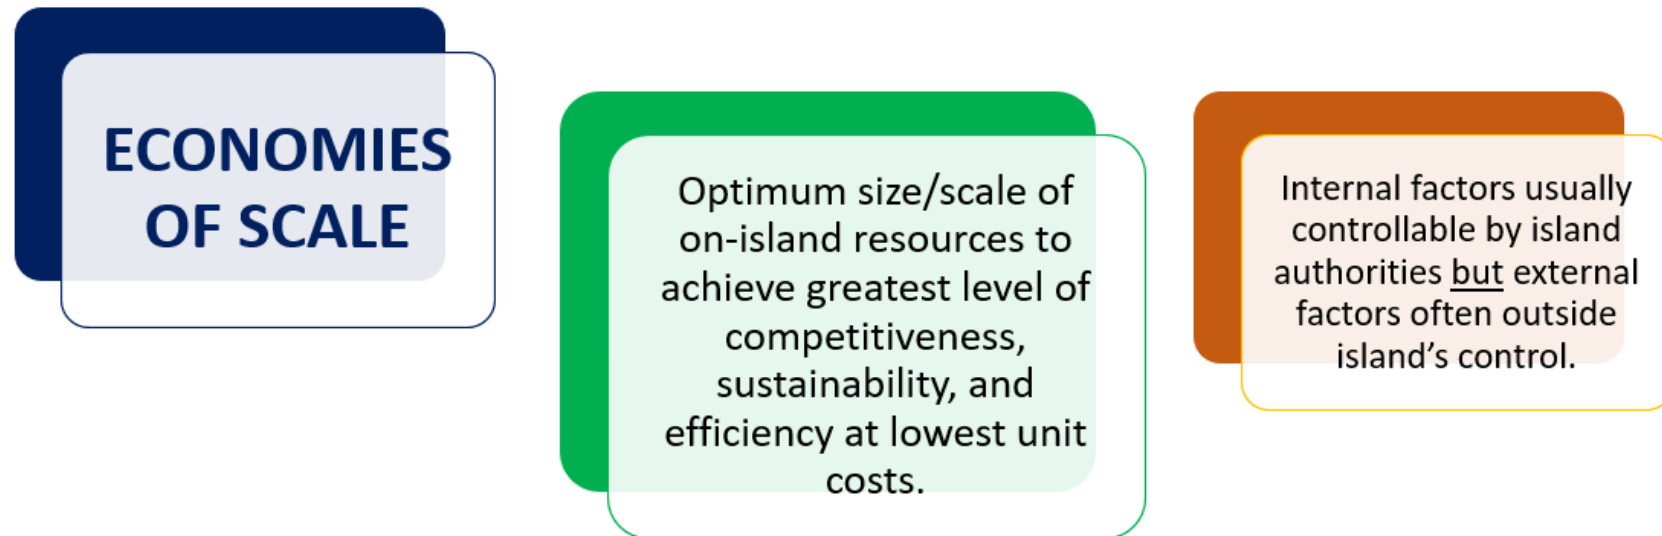 ECONOMIES
OF SCALE
Optimum size/scale of
on-island resources to
achieve greatest level of
competitiveness,
sustainability, and
efficiency at lowest unit
costs.
Internal factors usually
controllable by island
authorities but external
factors often outside
island’s control.